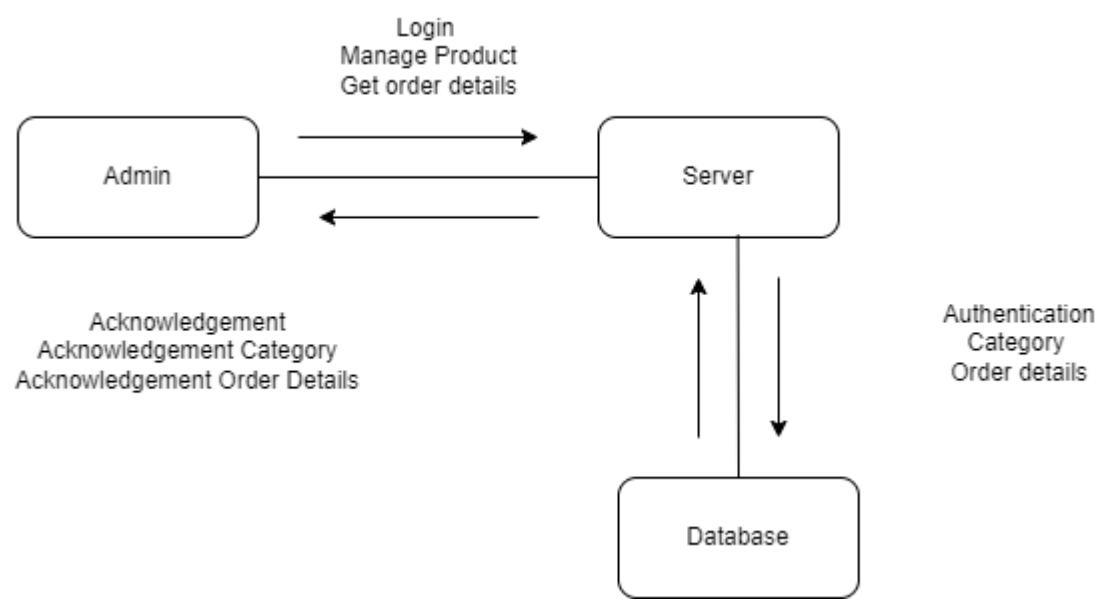 Login
Manage Product
Get order details
Admin
Server
Acknowledgement
Acknowledgement Category
Acknowledgement Order Details
Authentication
Category
Order details
Database